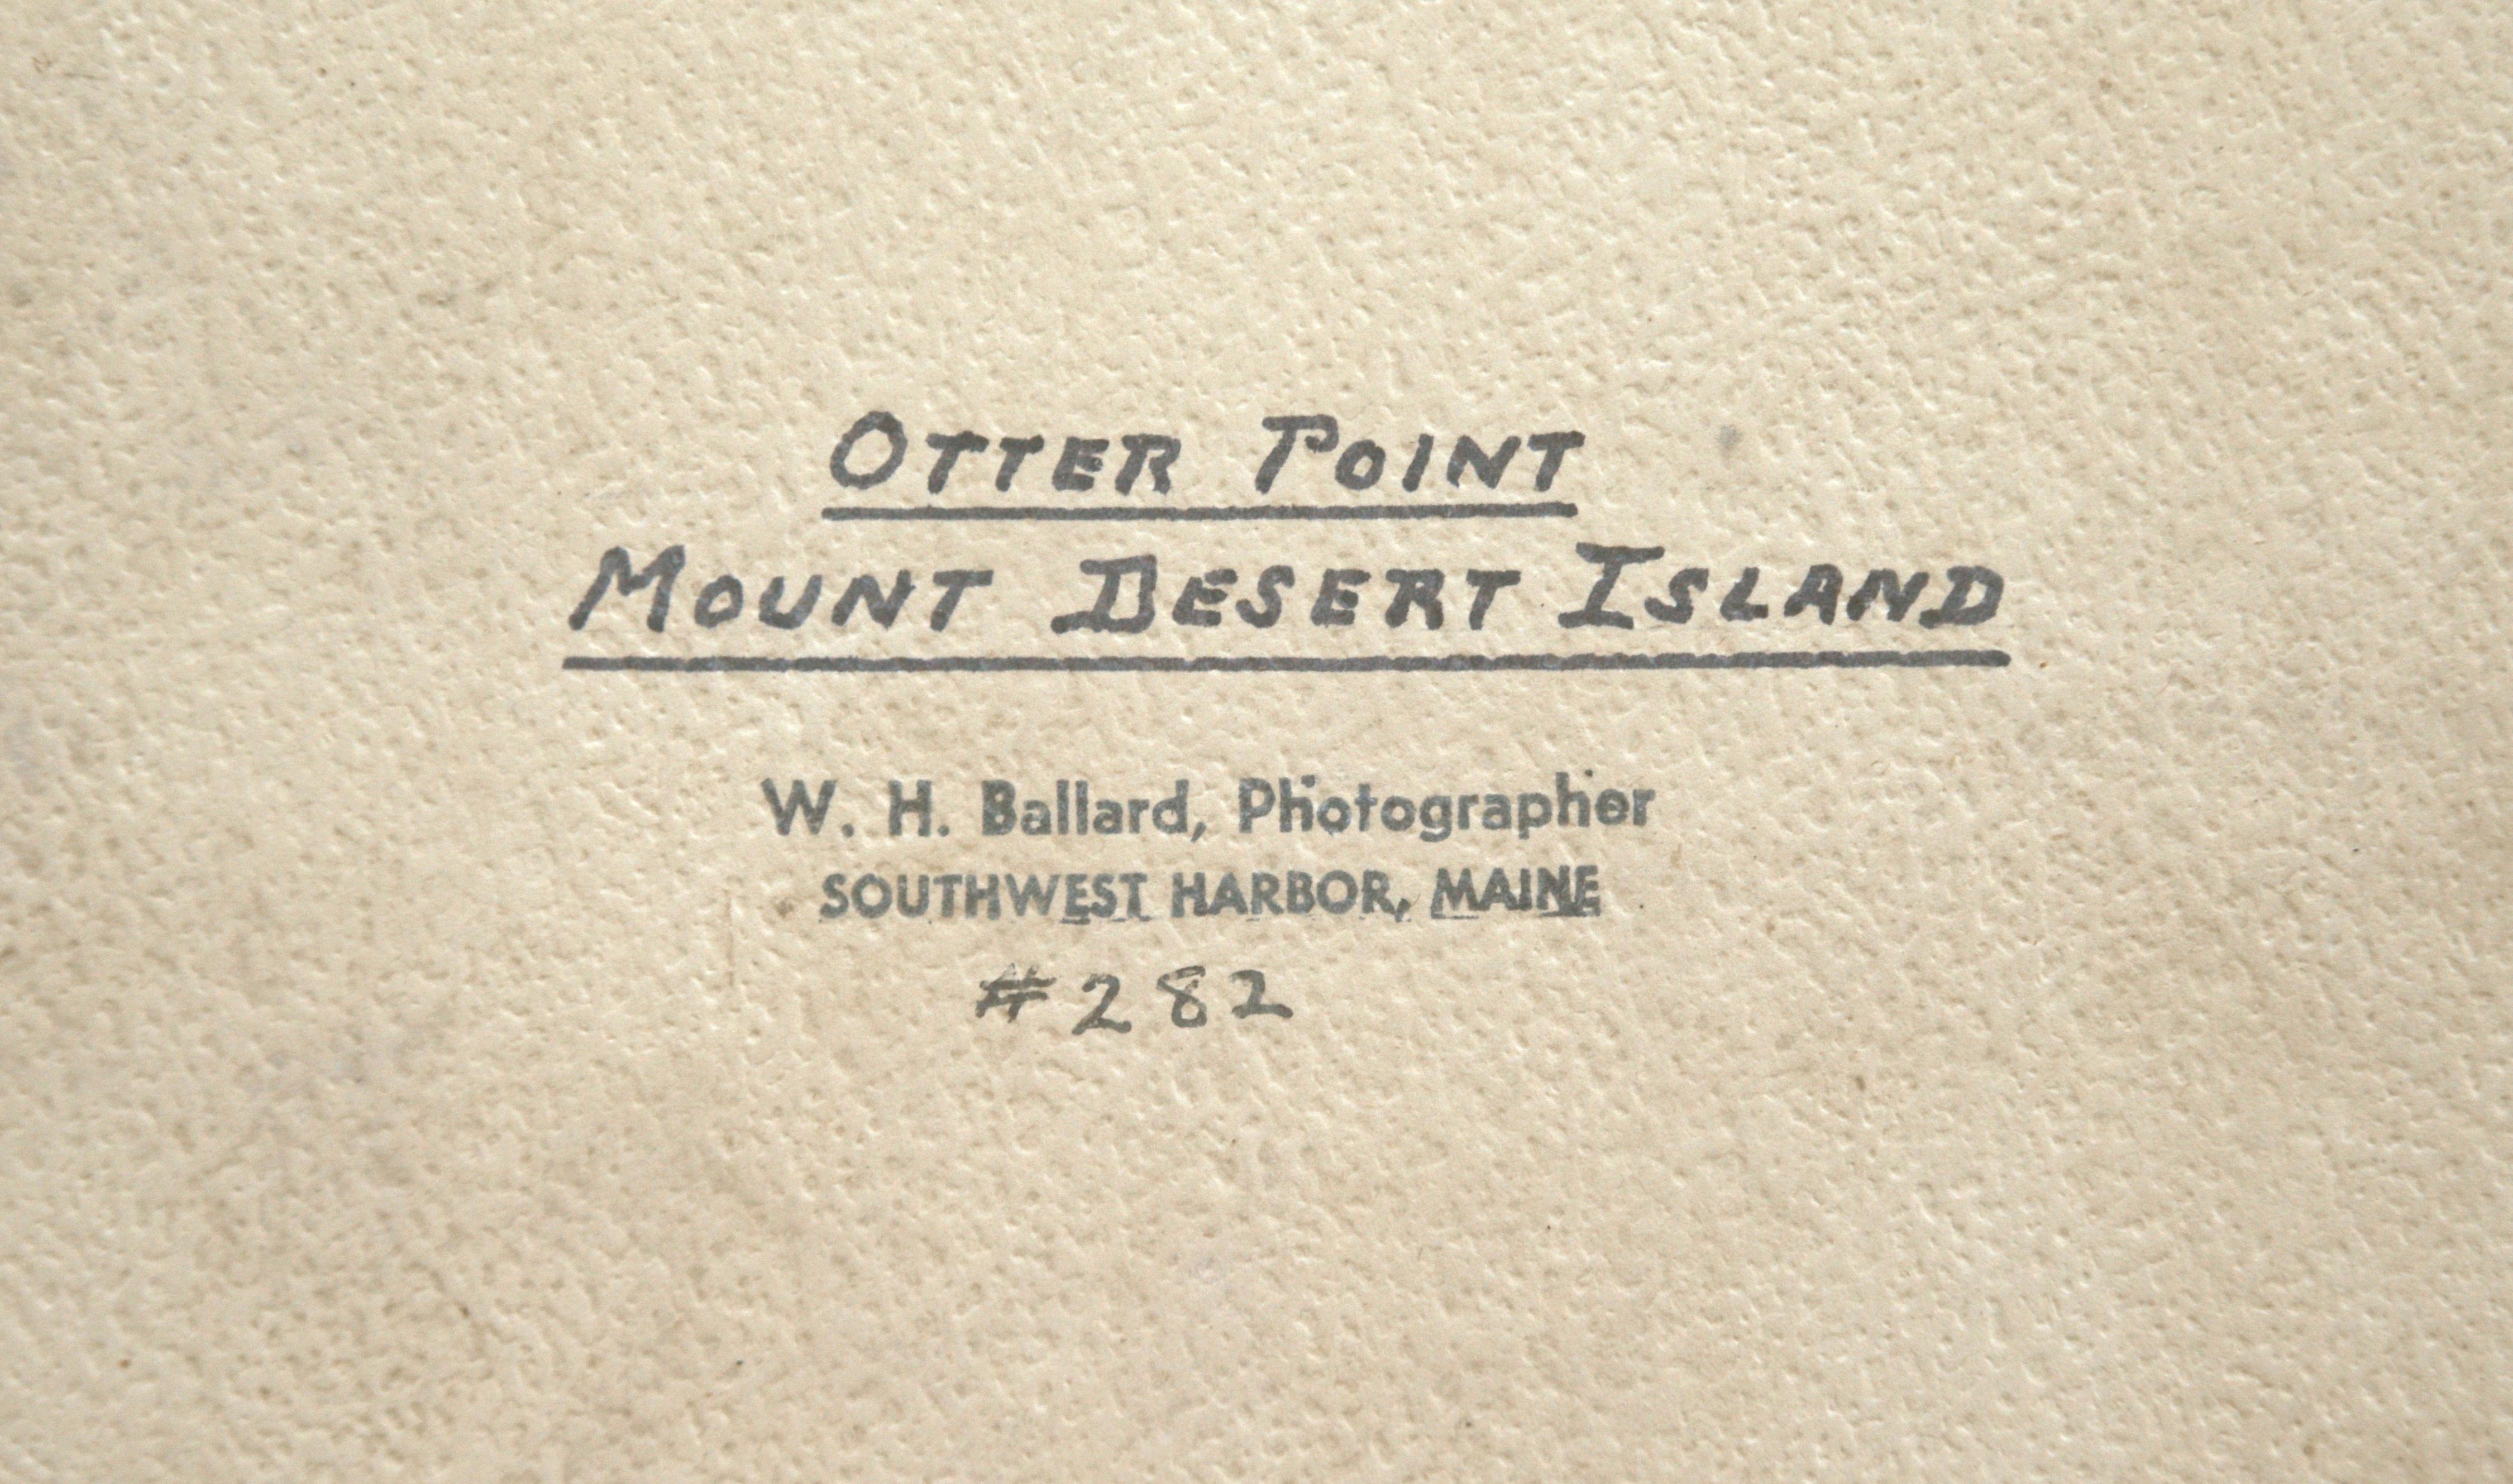 OTTER POINT
MOUNT DESERT ISLAND
W. H. Ballard, Photographer
SOUTHWEST HARBOR, MAINE
#282